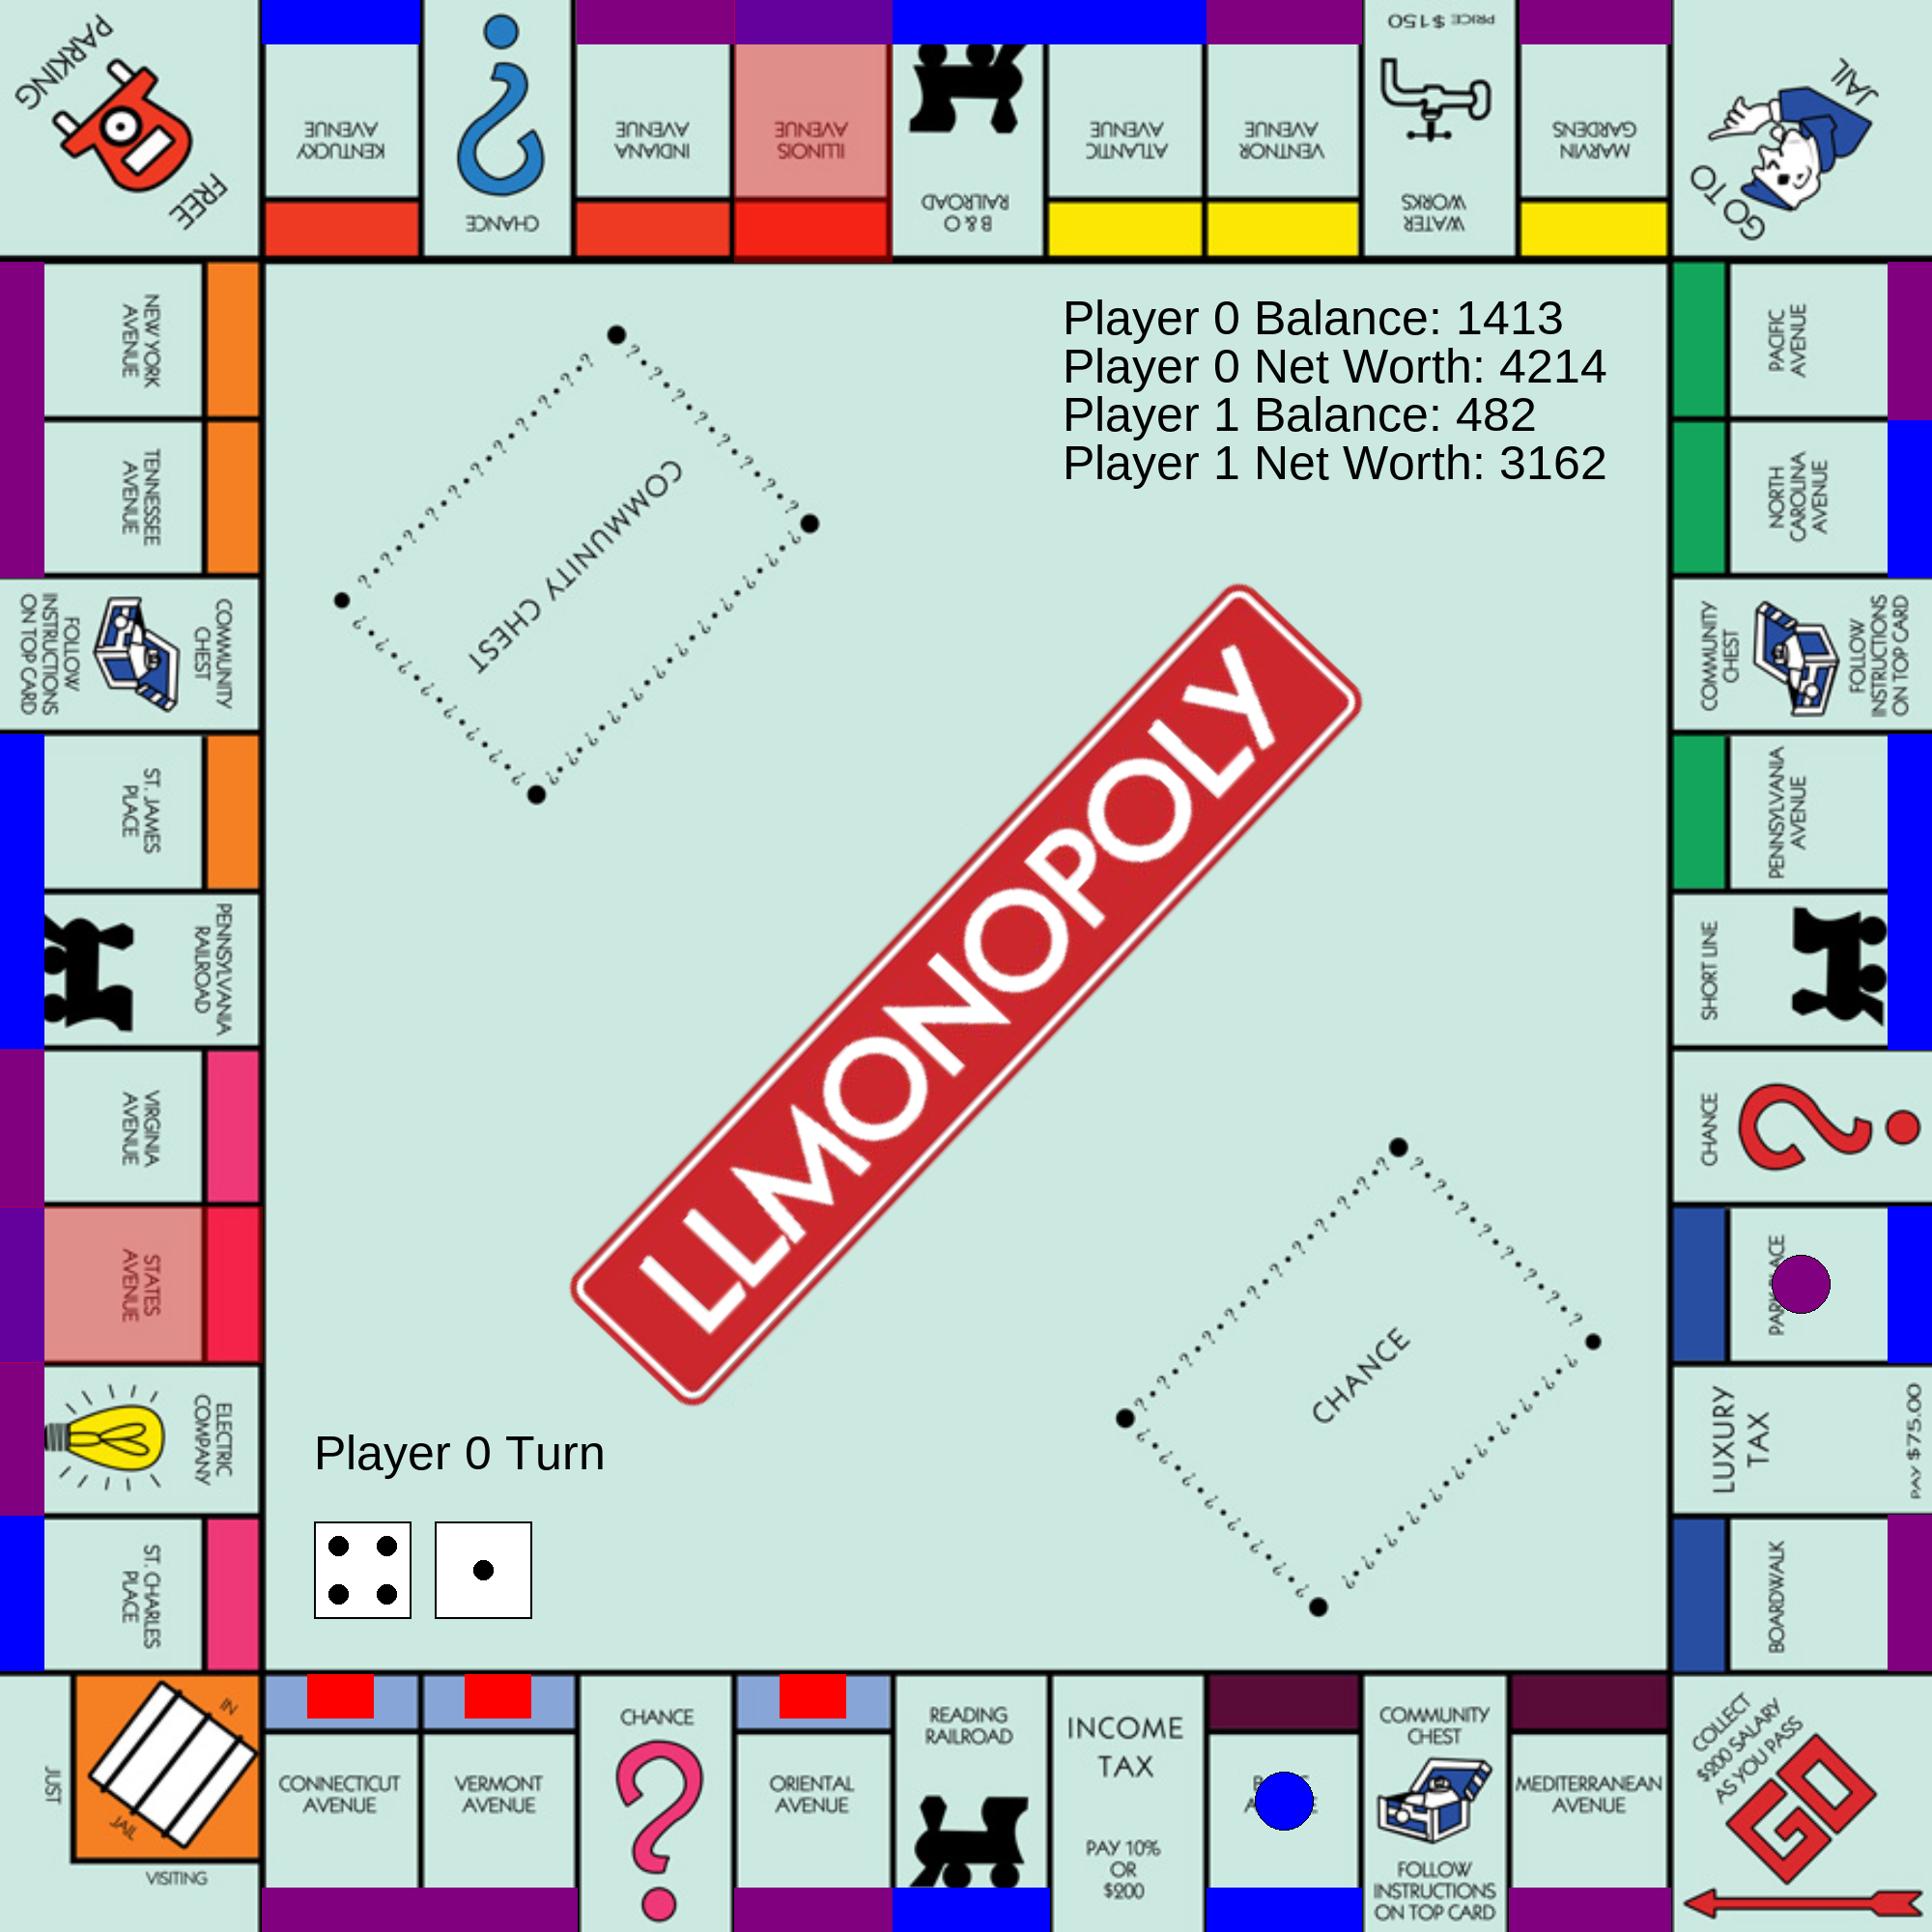 FREE
PARKING
KENTUCKY
AVENUE
CHANCE
INDIANA
AVENUE
ILLINOIS
AVENUE
B & O
RAILROAD
ATLANTIC
AVENUE
VENTNOR
AVENUE
PRICE $150
WATER
WORKS
MARVIN
GARDENS
GO TO
JAIL
NEW YORK
AVENUE
TENNESSEE
AVENUE
COMMUNITY
CHEST
FOLLOW
INSTRUCTIONS
ON TOP CARD
ST. JAMES
PLACE
PENNSYLVANIA
RAILROAD
VIRGINIA
AVENUE
STATES
AVENUE
ELECTRIC
COMPANY
ST. CHARLES
PLACE
Player 0 Balance: 1413
Player 0 Net Worth: 4214
Player 1 Balance: 482
Player 1 Net Worth: 3162
COMMUNITY CHEST
LLMONOPOLY
CHANCE
Player 0 Turn
PACIFIC
AVENUE
NORTH
CAROLINA
AVENUE
COMMUNITY
CHEST
FOLLOW
INSTRUCTIONS
ON TOP CARD
PENNSYLVANIA
AVENUE
SHORT LINE
CHANCE
LUXURY
TAX
PAY $75.00
BOARDWALK
JUST
VISITING
IN
JAIL
CONNECTICUT
AVENUE
VERMONT
AVENUE
CHANCE
ORIENTAL
AVENUE
READING
RAILROAD
INCOME
TAX
PAY 10%
OR
$200
COMMUNITY
CHEST
FOLLOW
INSTRUCTIONS
ON TOP CARD
MEDITERRANEAN
AVENUE
COLLECT
$200 SALARY
AS YOU PASS
GO